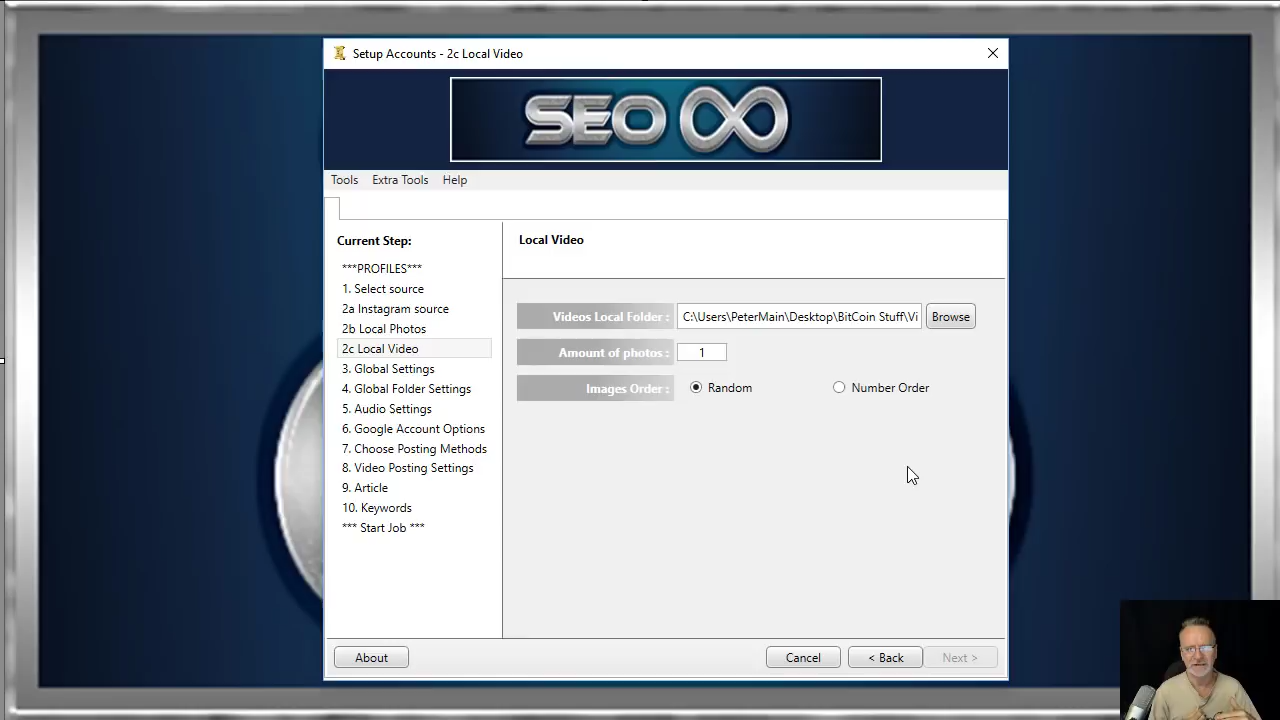 Setup Accounts - 2c Local Video
SEO
Tools Extra Tools Help
Current Step:
***PROFILES***
1. Select source
2a Instagram source
2b Local Photos
2c Local Video
3. Global Settings
4. Global Folder Settings
5. Audio Settings
6. Google Account Options
7. Choose Posting Methods
8. Video Posting Settings
9. Article
10. Keywords
*** Start Job ***
Local Video
Videos Local Folder : C:\Users\PeterMain\Desktop\BitCoin Stuff\Vi Browse
Amount of photos : 1
Images Order : Random Number Order
About Cancel < Back Next >